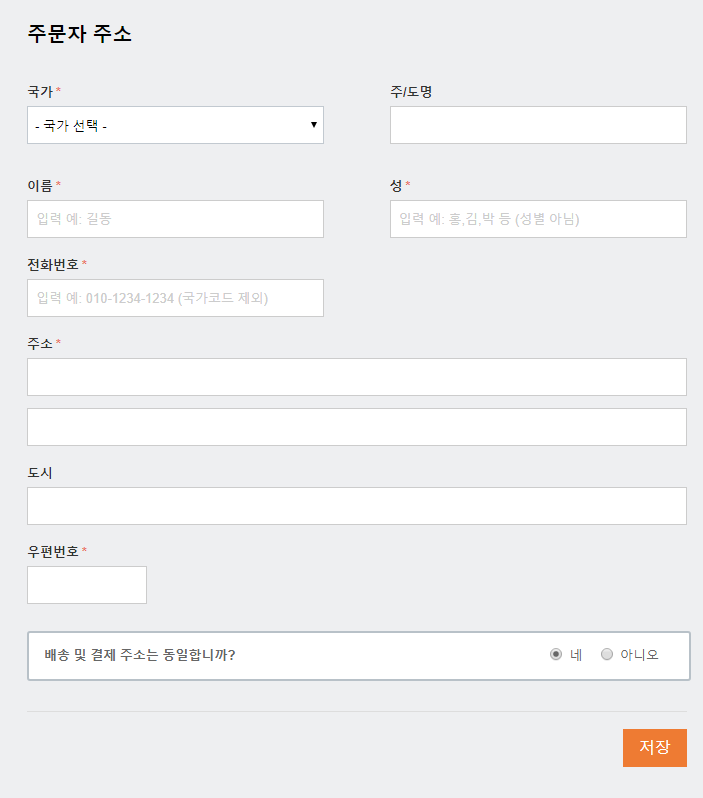 주문자 주소
국가 * 주/도명
- 국가 선택 -
이름 * 성 *
입력 예: 길동 입력 예: 홍,김,박 등 (성별 아님)
전화번호 *
입력 예: 010-1234-1234 (국가코드 제외)
주소 *
도시
우편번호 *
배송 및 결제 주소는 동일합니까? 네 아니오
저장